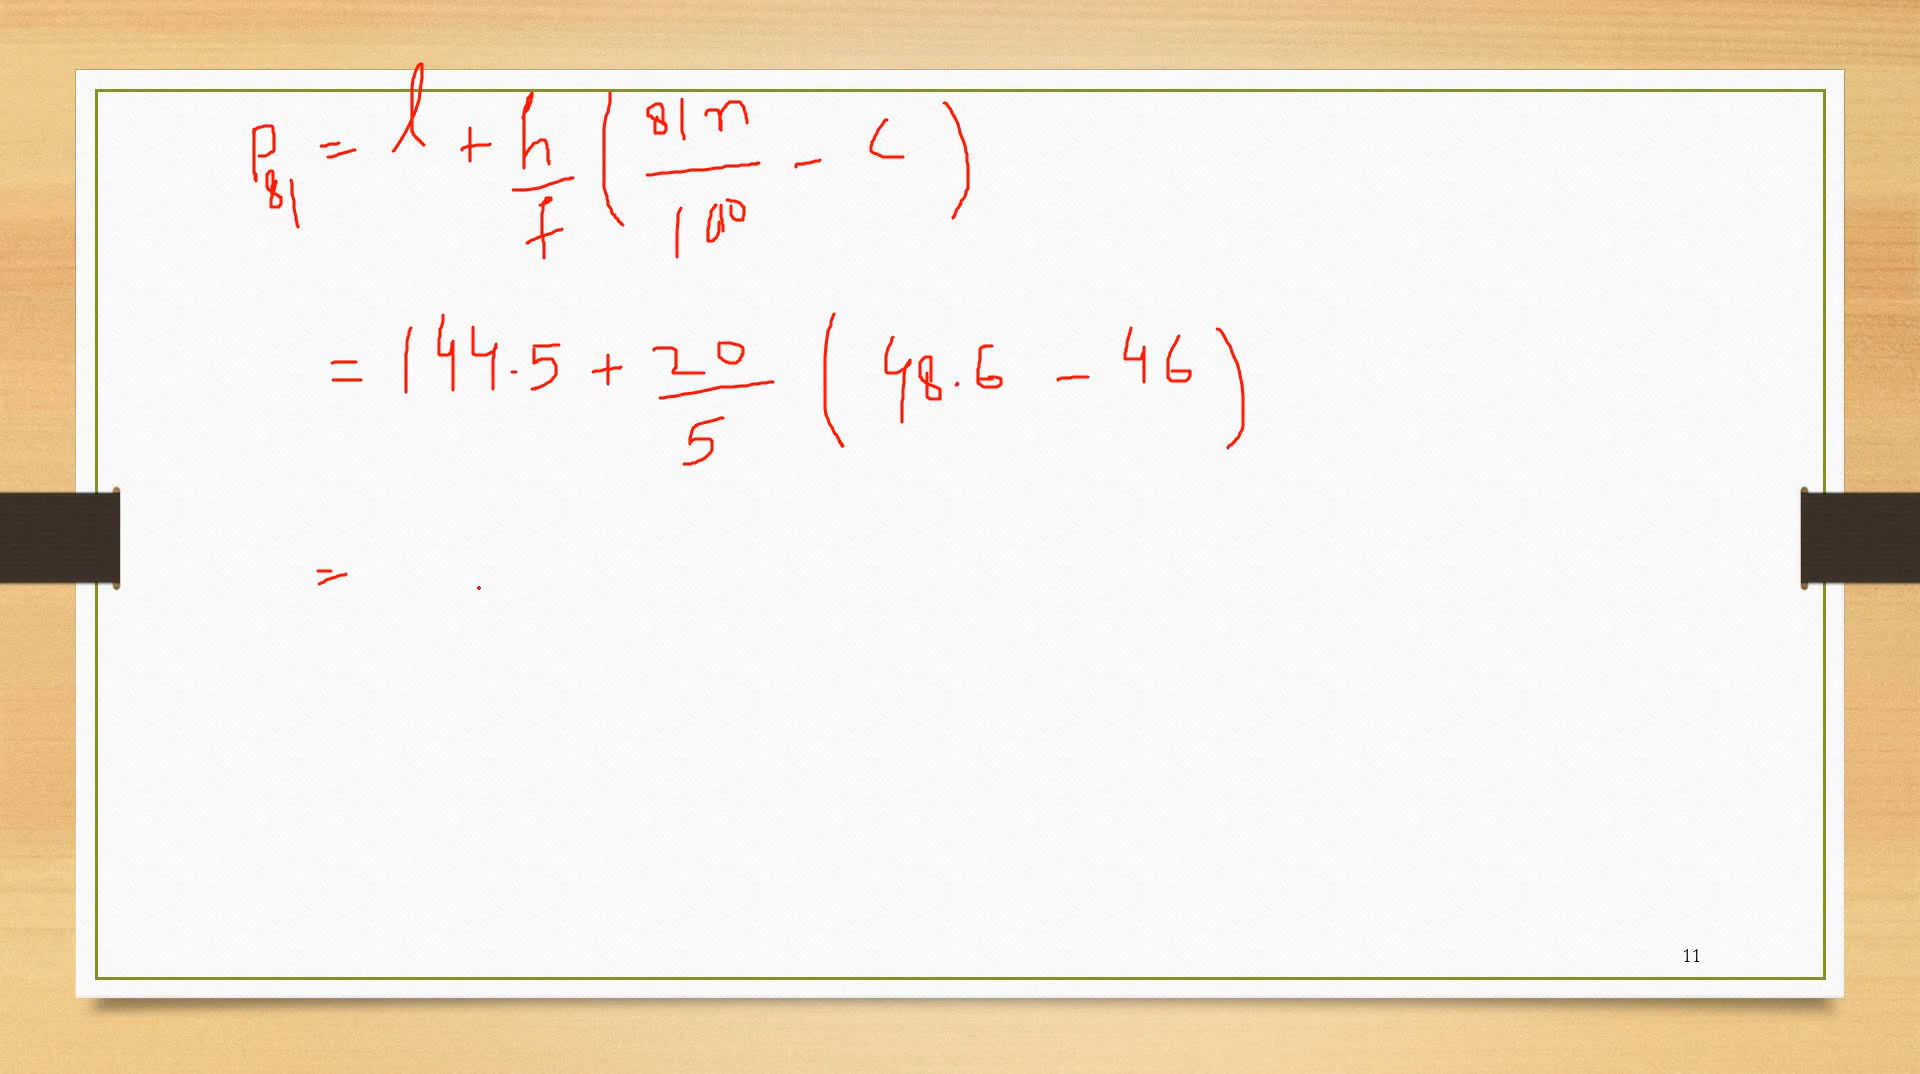 P81 = l + h/f ( 81n/100 - c )
= 144.5 + 20/5 ( 48.6 - 46 )
=
11